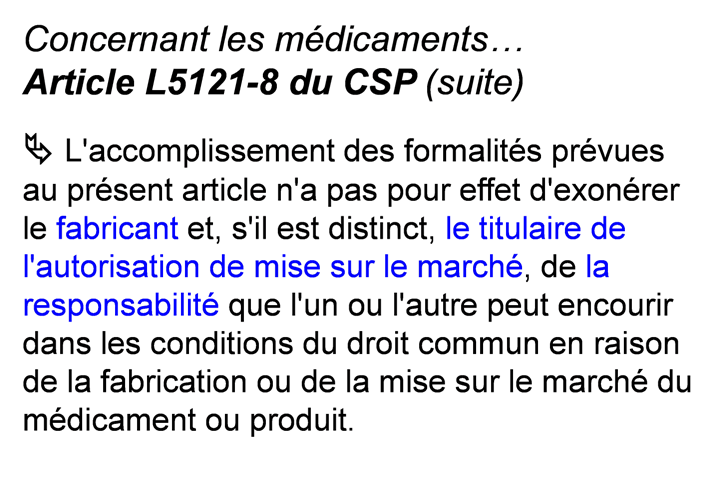 Concernant les médicaments…
Article L5121-8 du CSP (suite)
L'accomplissement des formalités prévues
au présent article n'a pas pour effet d'exonérer
le fabricant et, s'il est distinct, le titulaire de
l'autorisation de mise sur le marché, de la
responsabilité que l'un ou l'autre peut encourir
dans les conditions du droit commun en raison
de la fabrication ou de la mise sur le marché du
médicament ou produit.